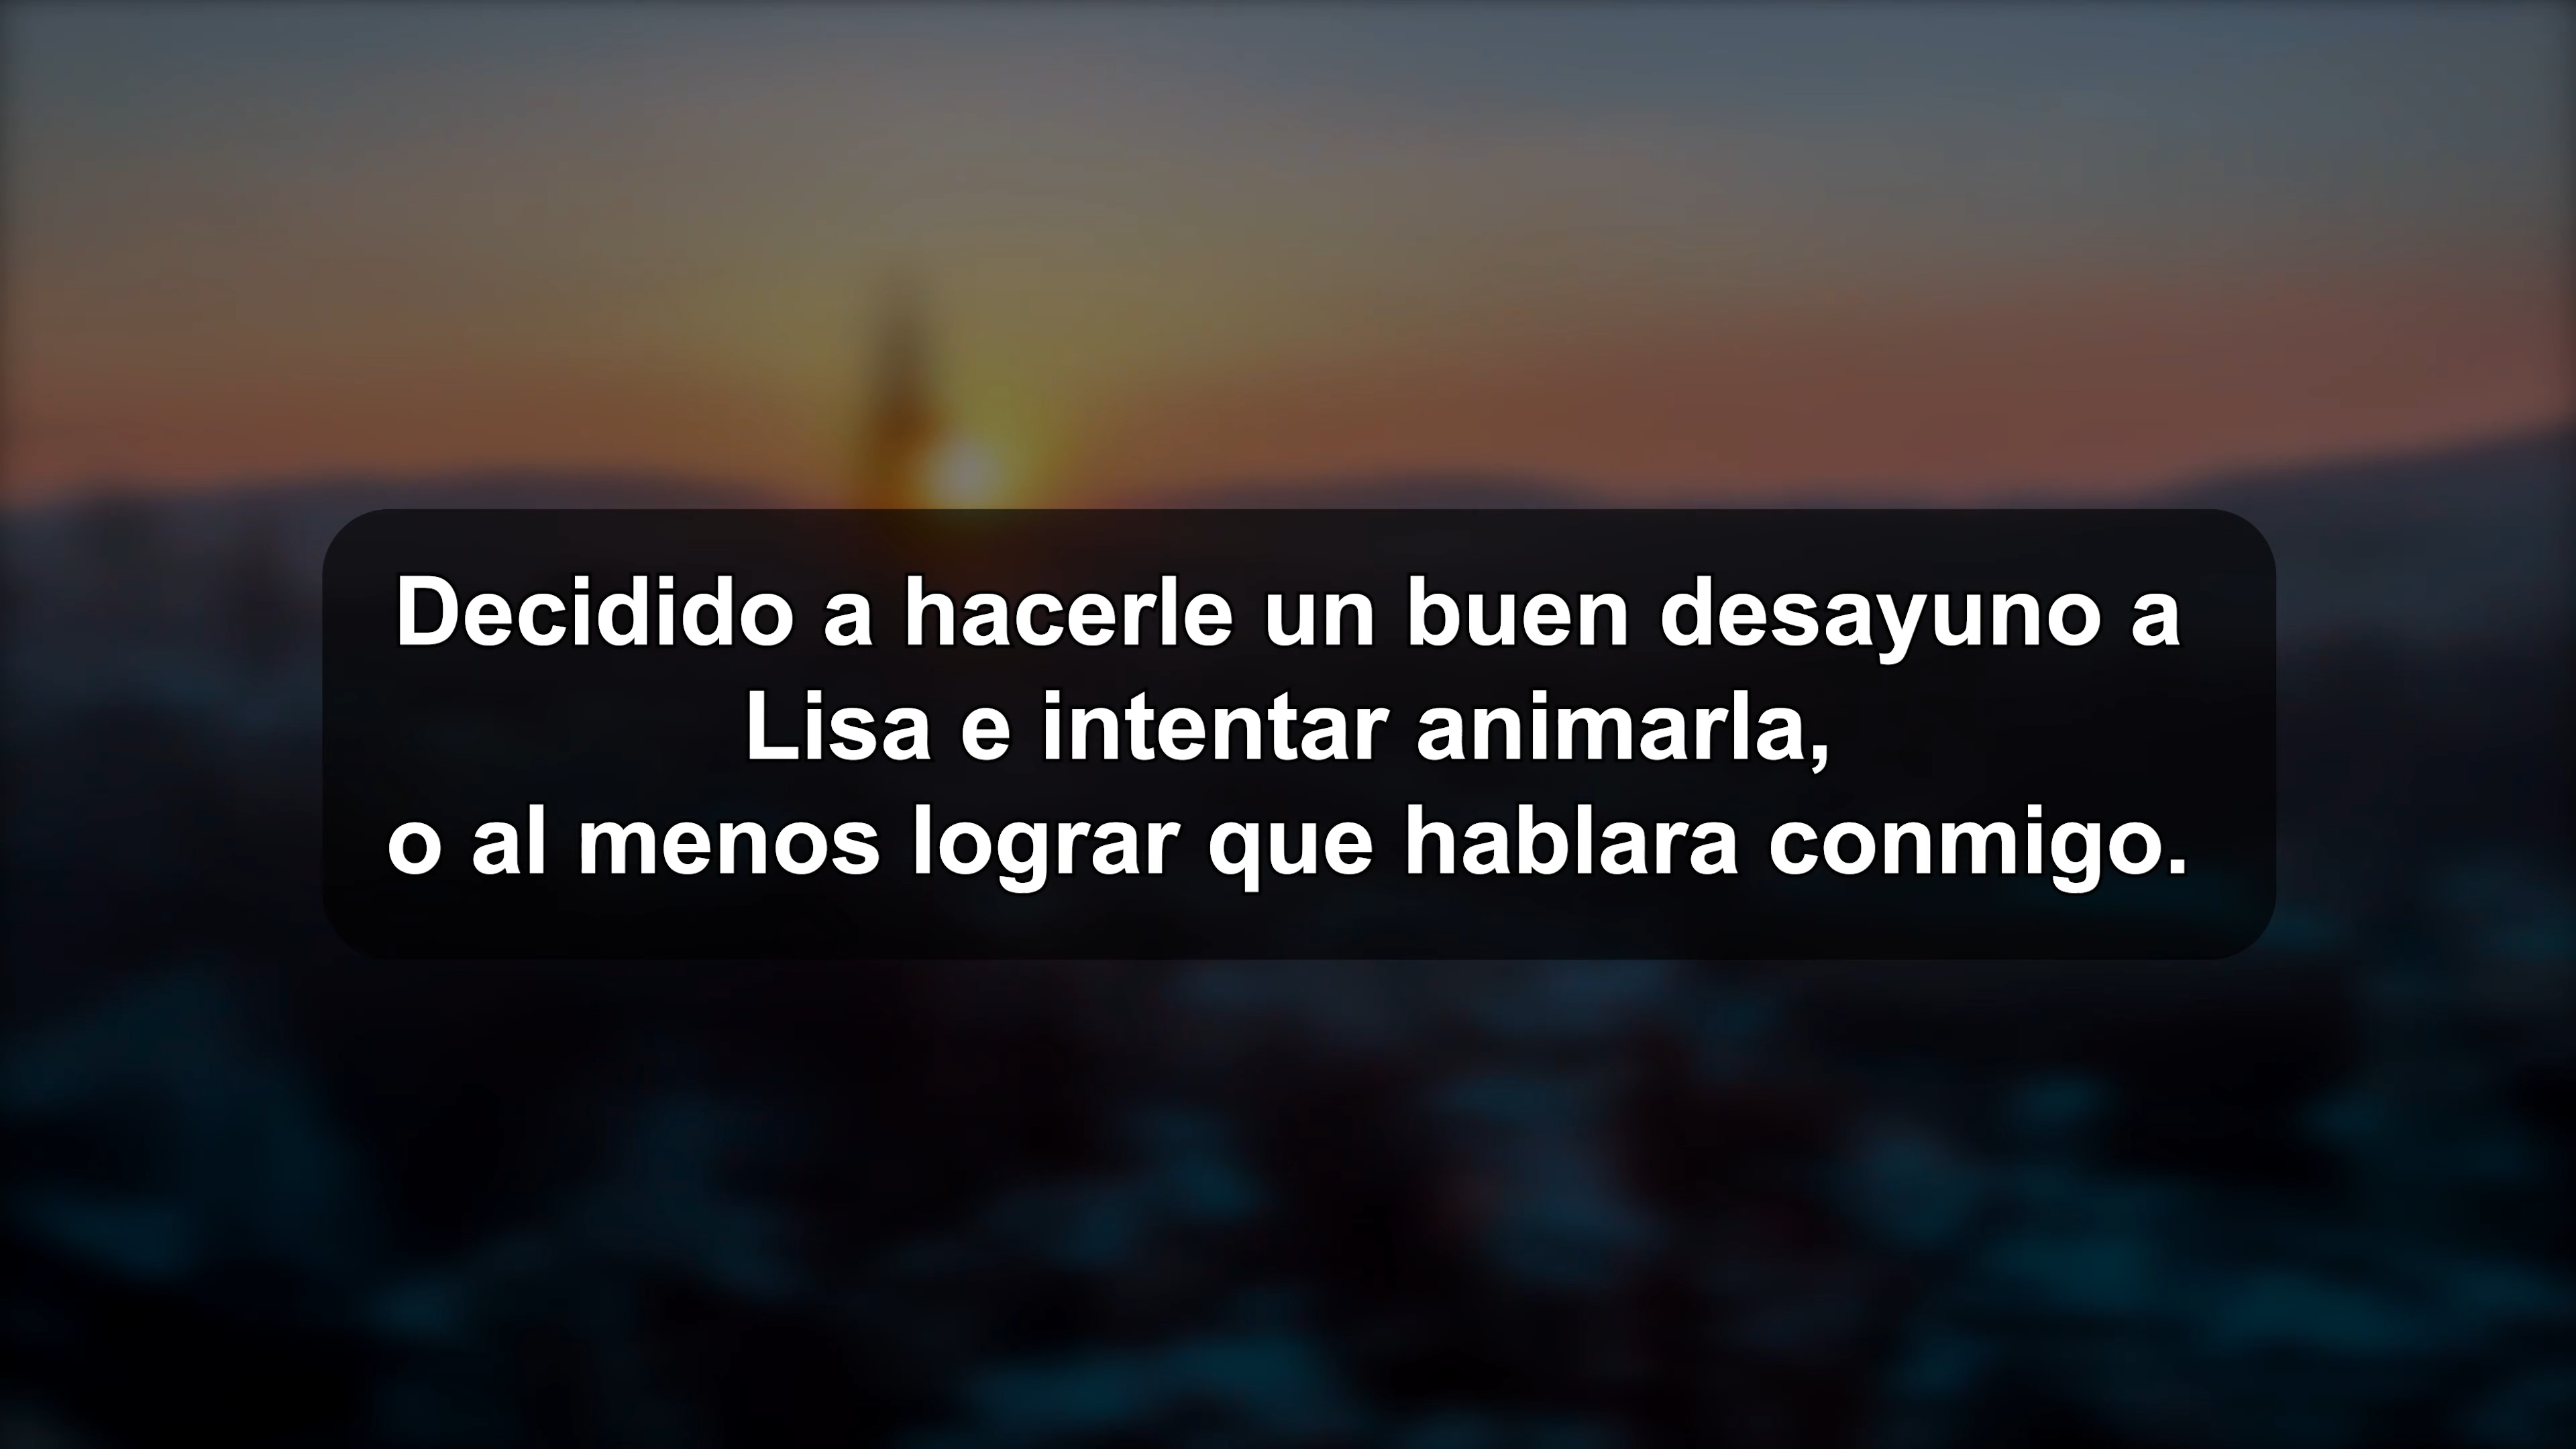 Decidido a hacerle un buen desayuno a
Lisa e intentar animarla,
o al menos lograr que hablara conmigo.